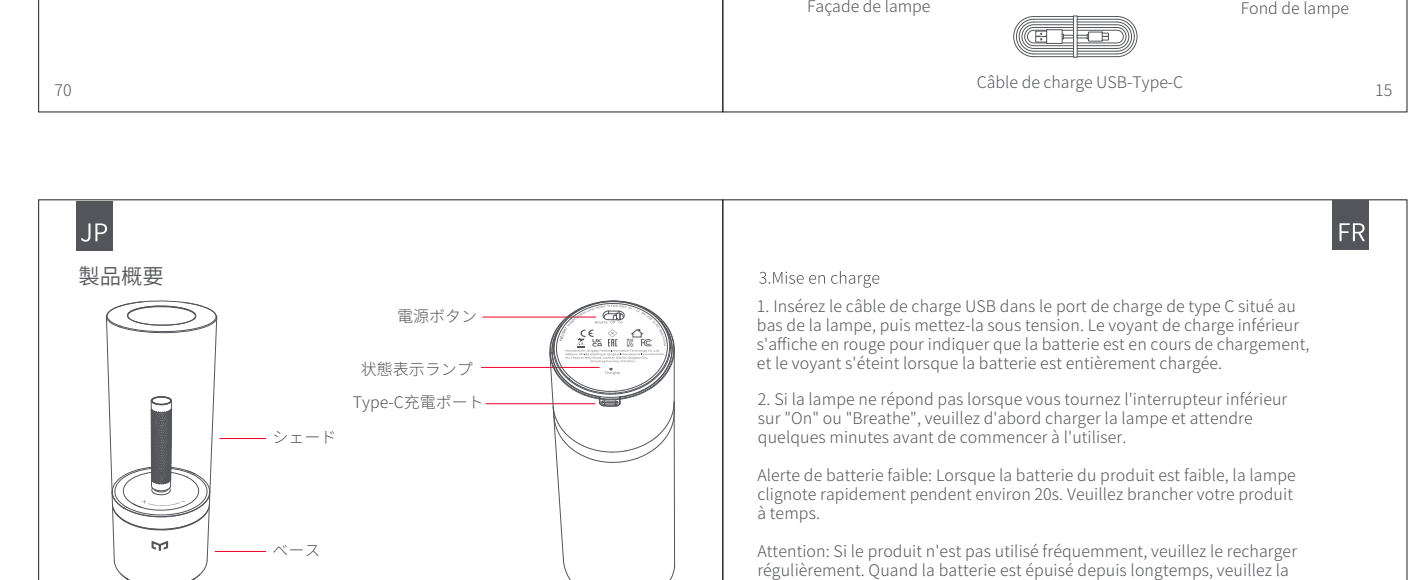 70
Façade de lampe
Fond de lampe
Câble de charge USB-Type-C
15
JP
製品概要
電源ボタン
状態表示ランプ
Type-C充電ポート
シェード
ベース
Charging
FR
3.Mise en charge
1. Insérez le câble de charge USB dans le port de charge de type C situé au
bas de la lampe, puis mettez-la sous tension. Le voyant de charge inférieur
s'affiche en rouge pour indiquer que la batterie est en cours de chargement,
et le voyant s'éteint lorsque la batterie est entièrement chargée.
2. Si la lampe ne répond pas lorsque vous tournez l'interrupteur inférieur
sur "On" ou "Breathe", veuillez d'abord charger la lampe et attendre
quelques minutes avant de commencer à l'utiliser.
Alerte de batterie faible: Lorsque la batterie du produit est faible, la lampe
clignote rapidement pendent environ 20s. Veuillez brancher votre produit
à temps.
Attention: Si le produit n'est pas utilisé fréquemment, veuillez le recharger
régulièrement. Quand la batterie est épuisé depuis longtemps, veuillez la